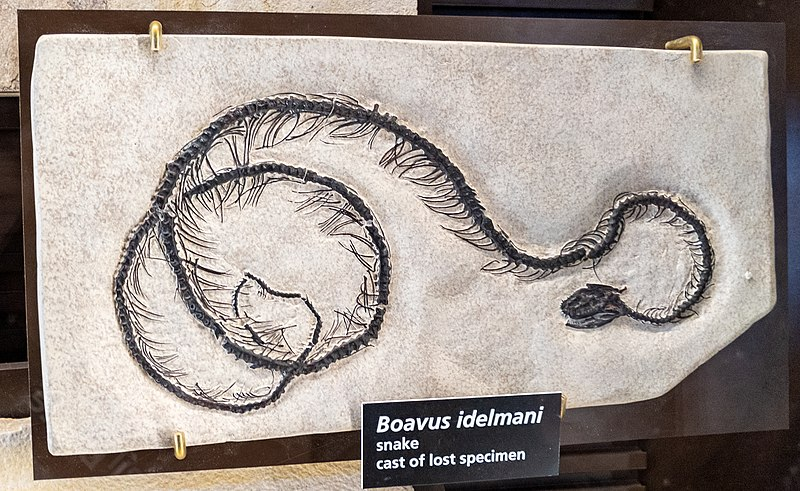 Boavus idelmani
snake
cast of lost specimen